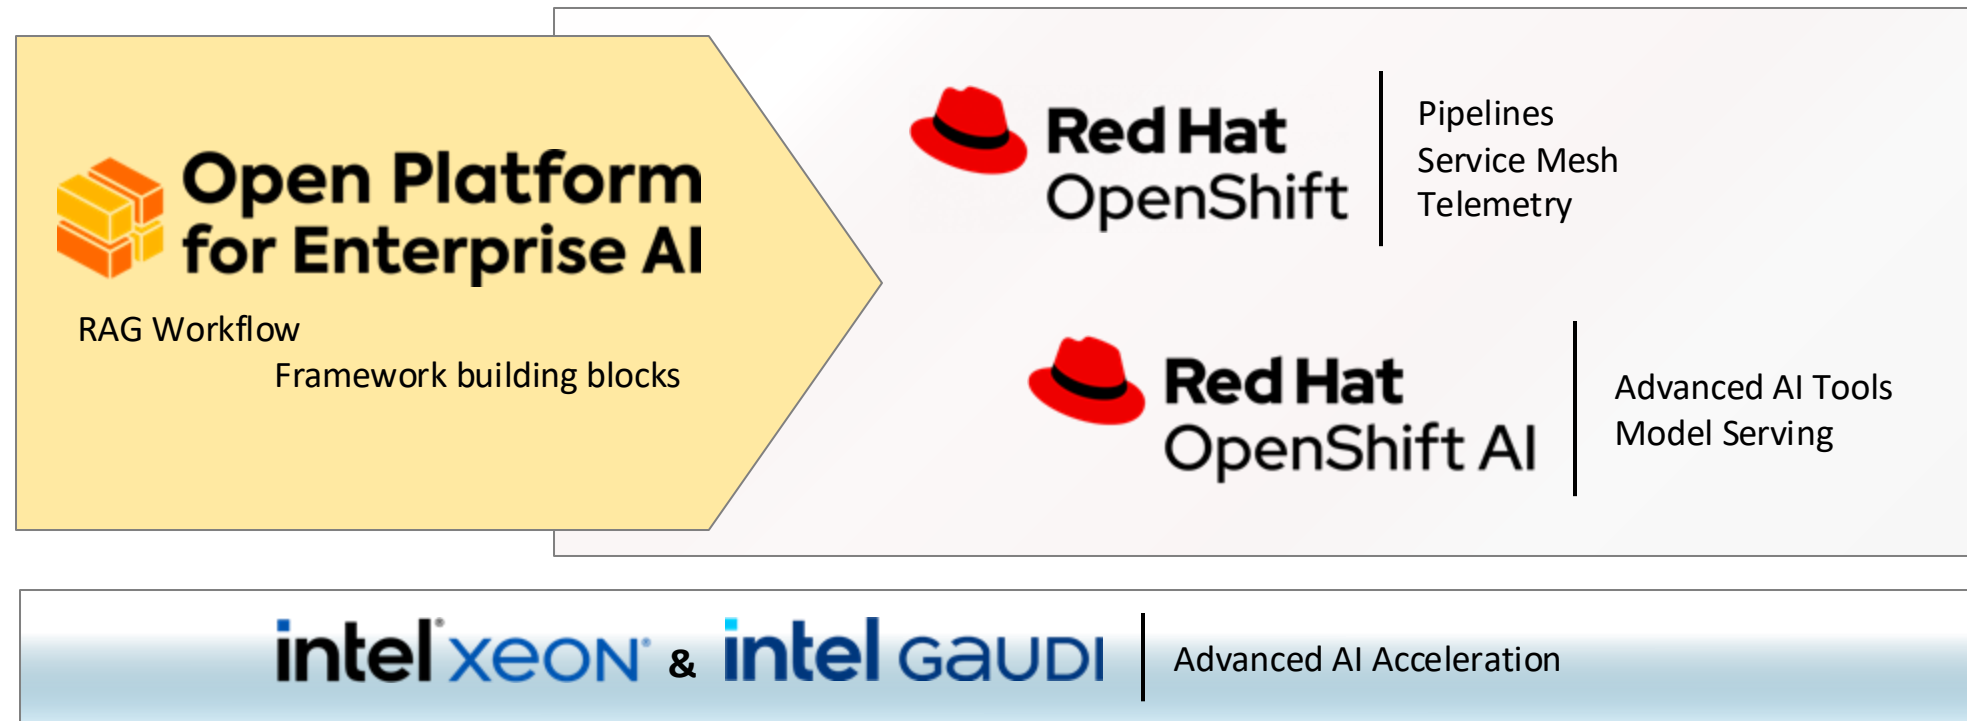 Open Platform
for Enterprise AI
RAG Workflow
Framework building blocks
Red Hat
OpenShift
Pipelines
Service Mesh
Telemetry
Red Hat
OpenShift AI
Advanced AI Tools
Model Serving
intel® xeon® & intel GAUDI
Advanced AI Acceleration